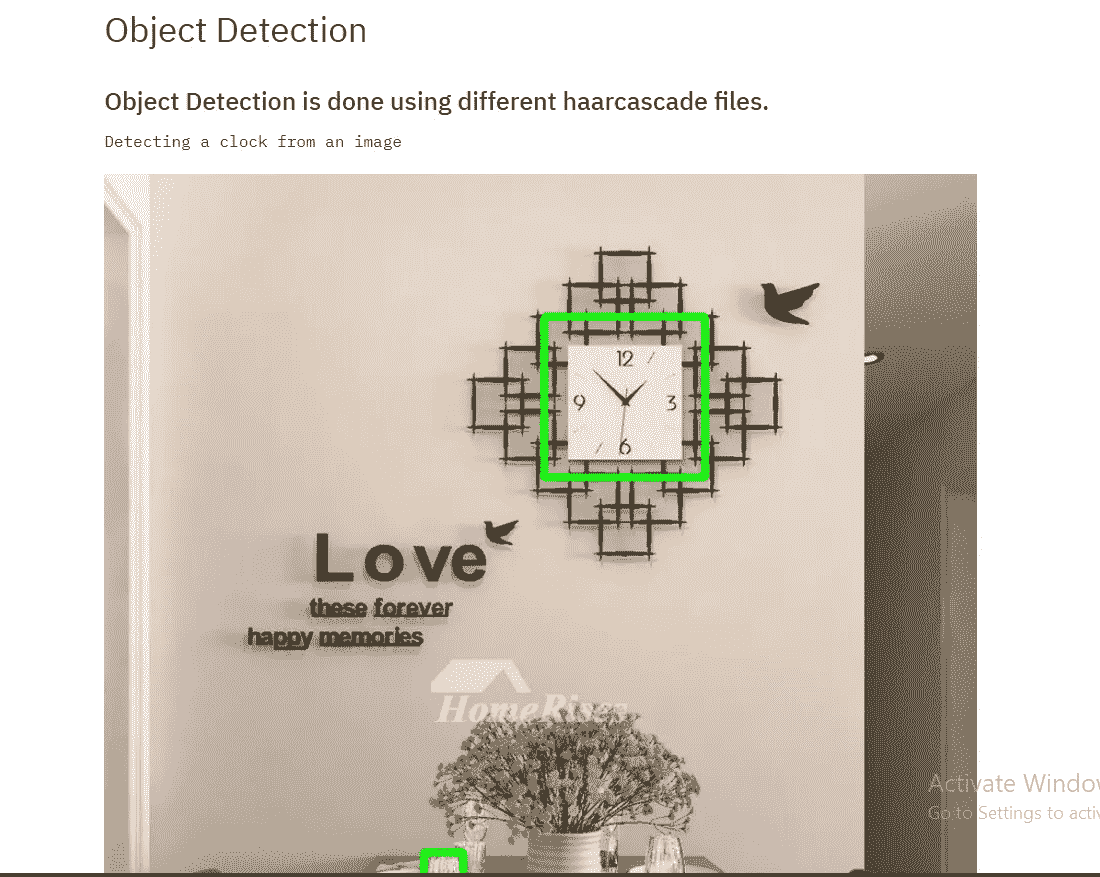 Object Detection
Object Detection is done using different haarcascade files.
Detecting a clock from an image
12
9
3
6
Love
these forever
happy memories
HomeRises
Activate Window
Go to Settings to activ